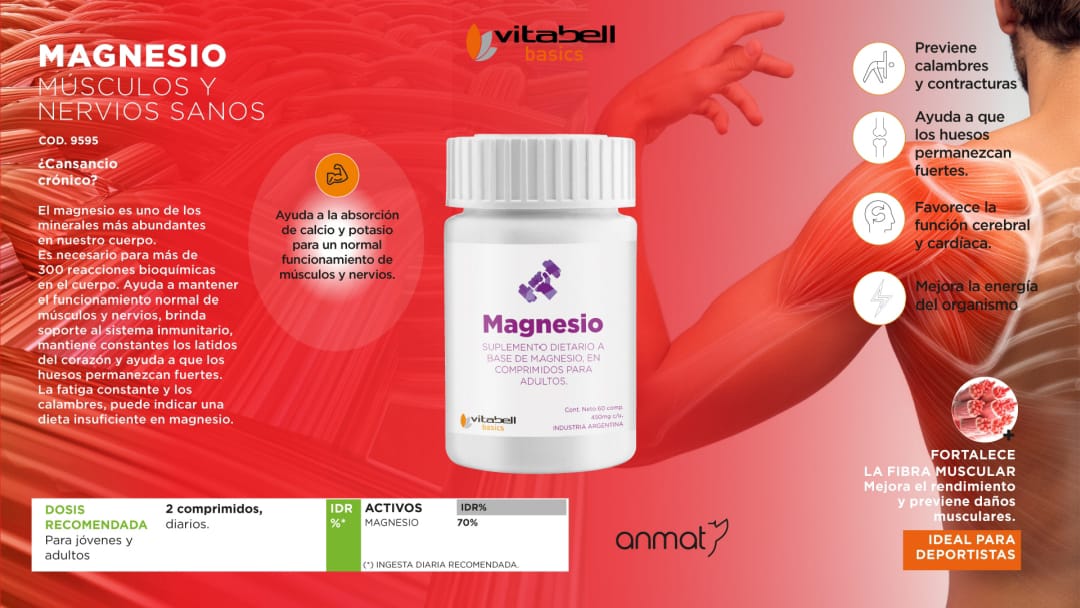 vitabell
basics
MAGNESIO
MÚSCULOS Y
NERVIOS SANOS
COD. 9595
¿Cansancio
crónico?
El magnesio es uno de los
minerales más abundantes
en nuestro cuerpo.
Es necesario para más de
300 reacciones bioquímicas
en el cuerpo. Ayuda a mantener
el funcionamiento normal de
músculos y nervios, brinda
soporte al sistema inmunitario,
mantiene constantes los latidos
del corazón y ayuda a que los
huesos permanezcan fuertes.
La fatiga constante y los
calambres, puede indicar una
dieta insuficiente en magnesio.
Ayuda a la absorción
de calcio y potasio
para un normal
funcionamiento de
músculos y nervios.
Magnesio
SUPLEMENTO DIETARIO A
BASE DE MAGNESIO, EN
COMPRIMIDOS PARA
ADULTOS.
Cont. Neto 60 comp.
450mg c/u.
INDUSTRIA ARGENTINA
vitabell
basics
Previene
calambres
y contracturas
Ayuda a que
los huesos
permanezcan
fuertes.
Favorece la
función cerebral
y cardíaca.
Mejora la energía
del organismo
+
FORTALECE
LA FIBRA MUSCULAR
Mejora el rendimiento
y previene daños
musculares.
IDEAL PARA
DEPORTISTAS
DOSIS
RECOMENDADA
Para jóvenes y
adultos
2 comprimidos,
diarios.
IDR
%*
ACTIVOS IDR%
MAGNESIO 70%
(*) INGESTA DIARIA RECOMENDADA.
anmat